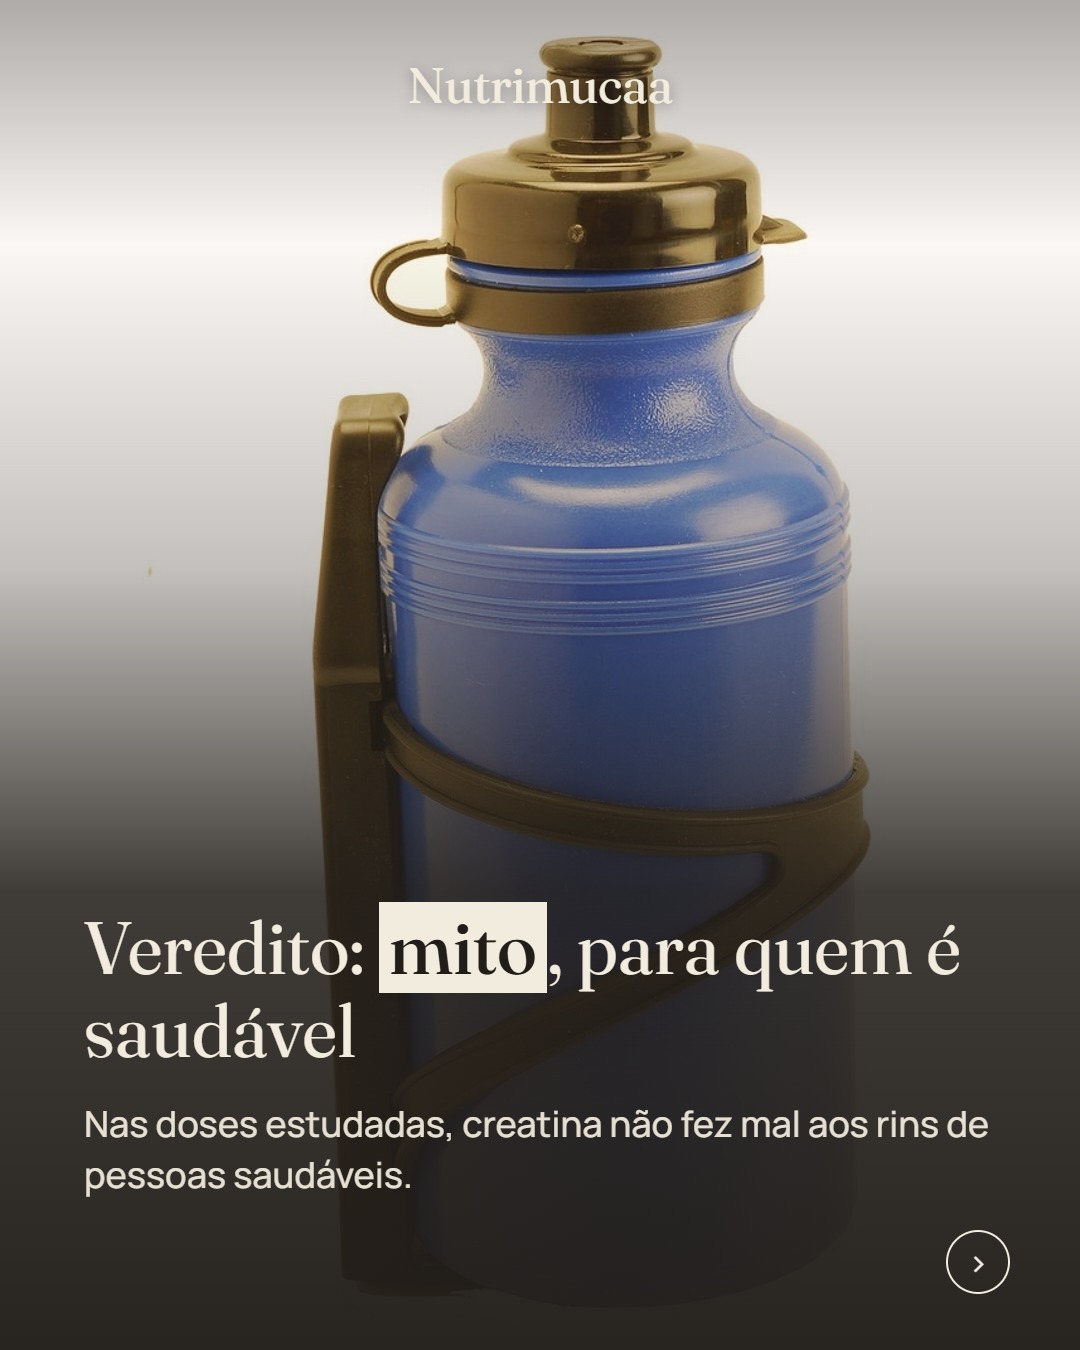 Nutrimucaa
Veredito: mito, para quem é
saudável
Nas doses estudadas, creatina não fez mal aos rins de
pessoas saudáveis.